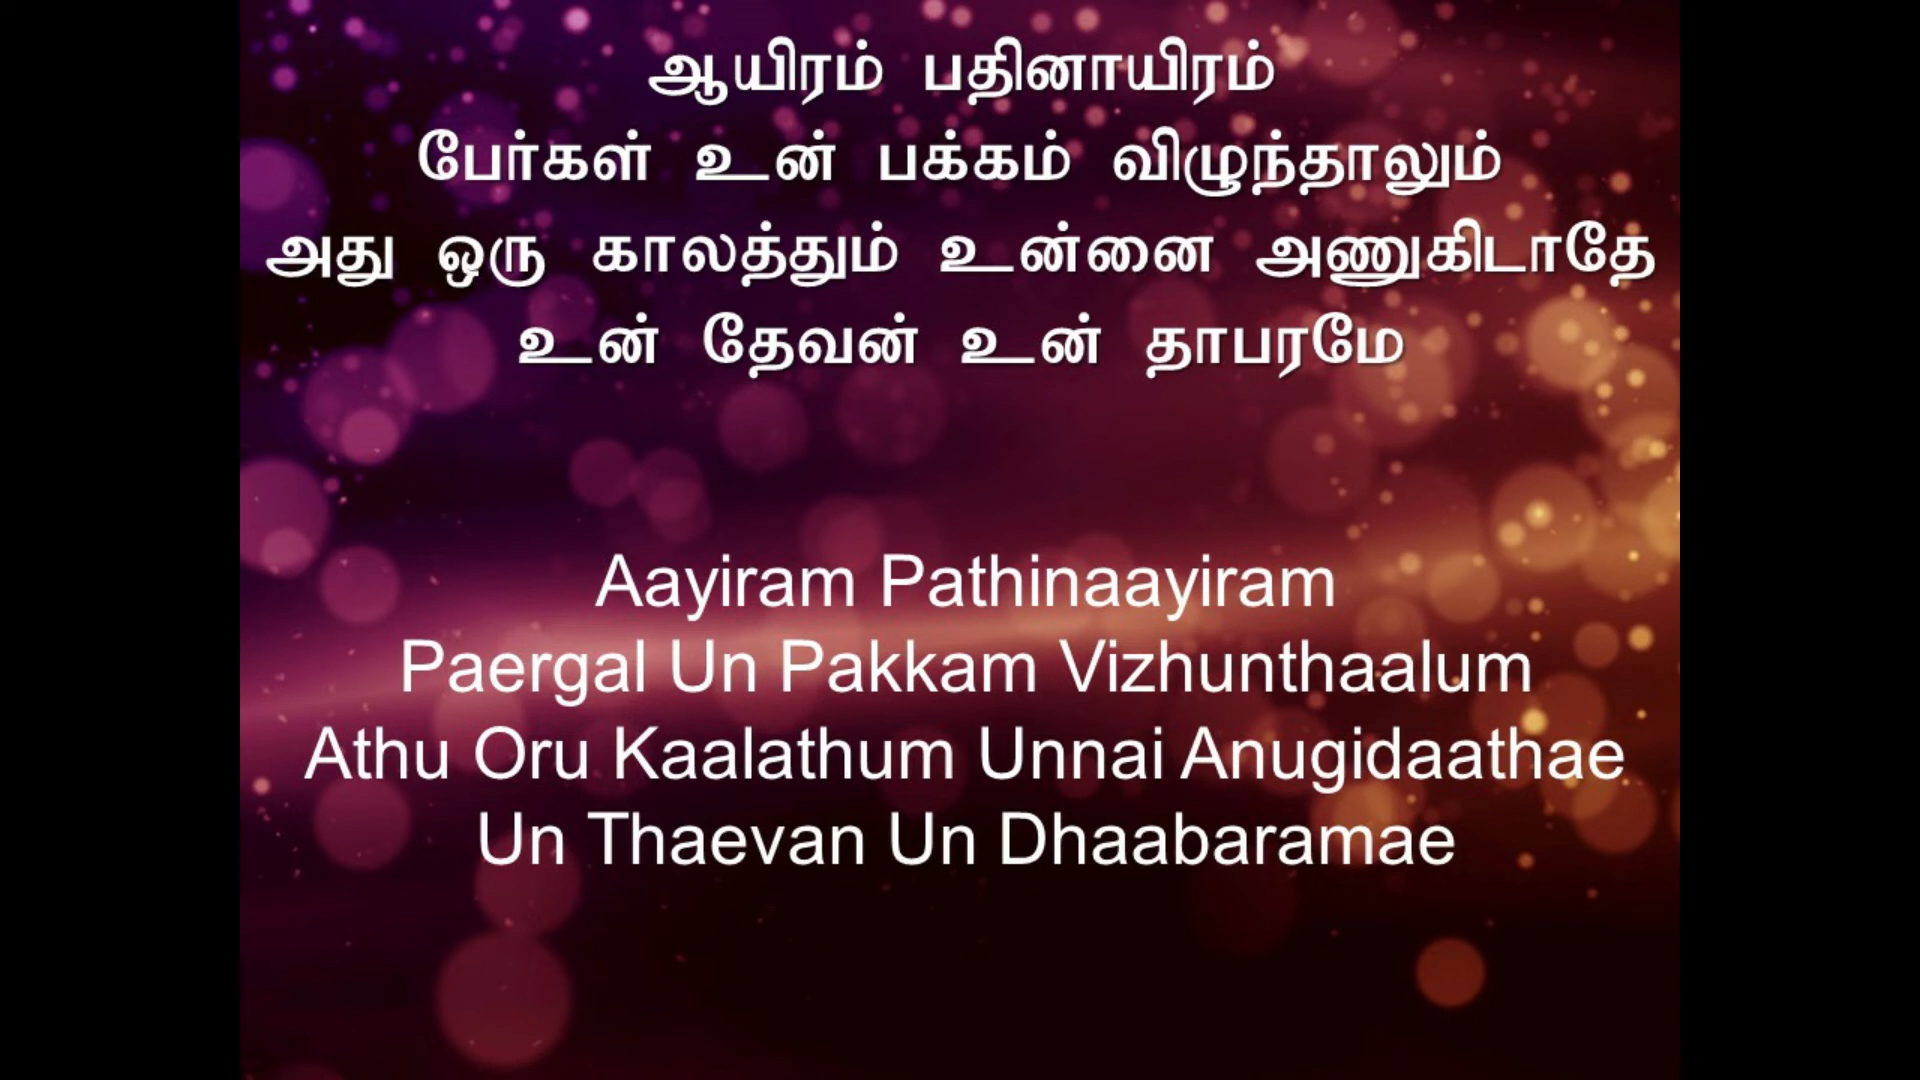 ஆயிரம் பதினாயிரம்
பேர்கள் உன் பக்கம் விழுந்தாலும்
அது ஒரு காலத்தும் உன்னை அணுகிடாதே
உன் தேவன் உன் தாபரமே
Aayiram Pathinaayiram
Paergal Un Pakkam Vizhunthaalum
Athu Oru Kaalathum Unnai Anugidaathae
Un Thaevan Un Dhaabaramae